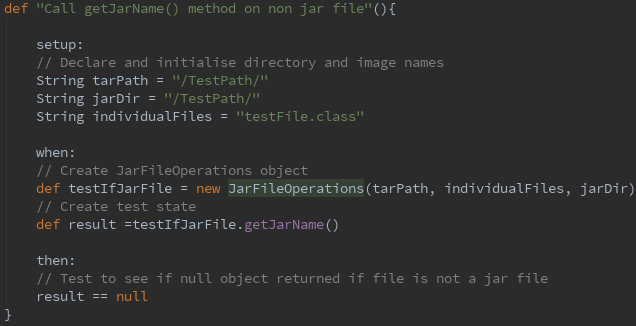 def "Call getJarName() method on non jar file"(){
setup:
// Declare and initialise directory and image names
String tarPath = "/TestPath/"
String jarDir = "/TestPath/"
String individualFiles = "testFile.class"
when:
// Create JarFileOperations object
def testIfJarFile = new JarFileOperations(tarPath, individualFiles, jarDir)
// Create test state
def result =testIfJarFile.getJarName()
then:
// Test to see if null object returned if file is not a jar file
result == null
}